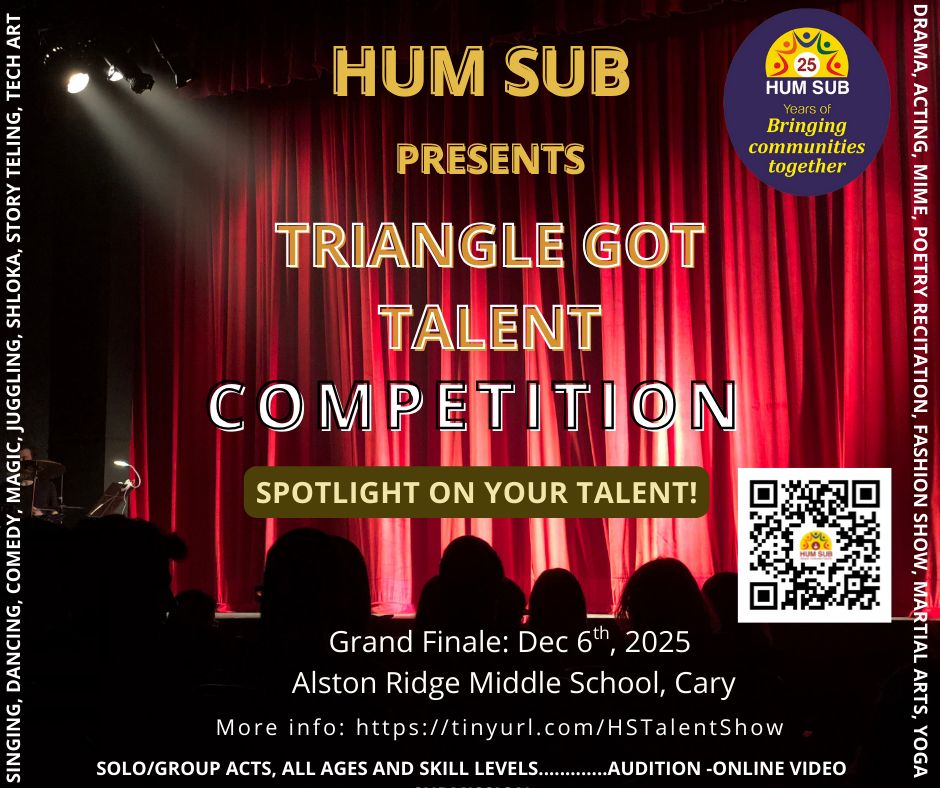 HUM SUB
PRESENTS
TRIANGLE GOT
TALENT
COMPETITION
SPOTLIGHT ON YOUR TALENT!
25
HUM SUB
Years of
Bringing
communities
together
HUM SUB
Grand Finale: Dec 6th, 2025
Alston Ridge Middle School, Cary
More info: https://tinyurl.com/HSTalentShow
SOLO/GROUP ACTS, ALL AGES AND SKILL LEVELS.............AUDITION -ONLINE VIDEO
SINGING, DANCING, COMEDY, MAGIC, JUGGLING, SHLOKA, STORY TELING, TECH ART
DRAMA, ACTING, MIME, POETRY RECITATION, FASHION SHOW, MARTIAL ARTS, YOGA